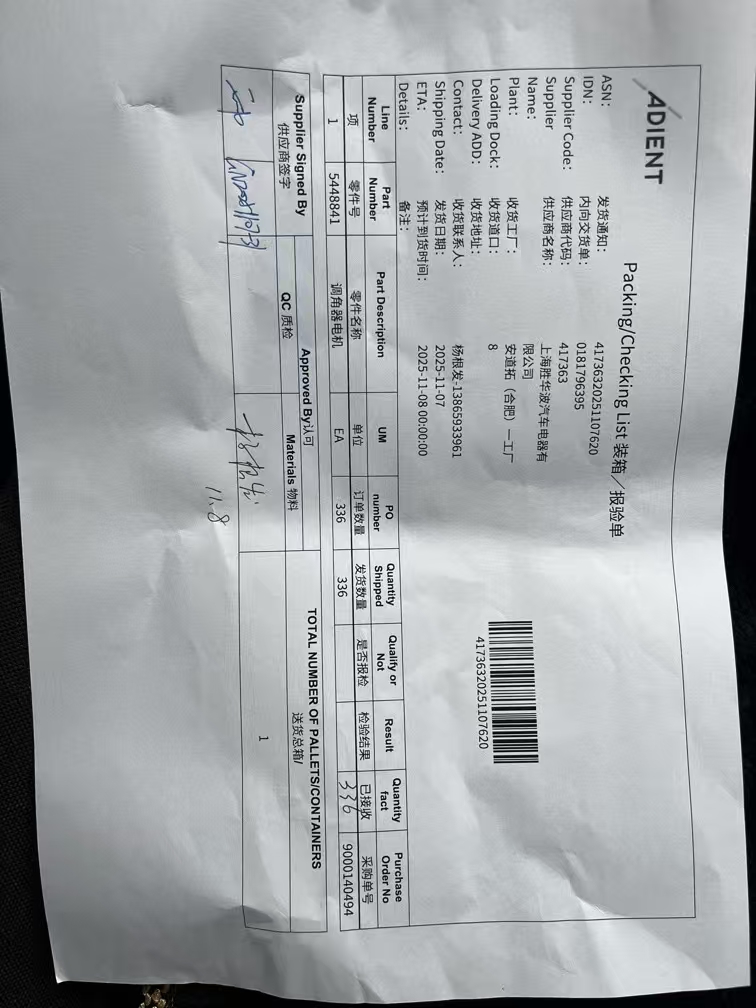 ADIENT
Packing/Checking List 装箱／报验单
ASN: 发货通知: 41736320251107620
IDN: 内向交货单: 0181796395
Supplier Code: 供应商代码: 417363
Supplier Name: 供应商名称: 上海胜华波汽车电器有限公司
Plant: 收货工厂: 安道拓（合肥）一工厂
Loading Dock: 收货道口: 8
Delivery ADD: 收货地址:
Contact: 收货联系人: 杨根发-13865933961
Shipping Date: 发货日期: 2025-11-07
ETA: 预计到货时间: 2025-11-08 00:00:00
Details: 备注:
41736320251107620
Line Number Part Number Part Description UM PO number Quantity Shipped Qualify or Not Result Quantity fact Purchase Order No
项 零件号 零件名称 单位 订单数量 发货数量 是否报检 检验结果 已接收 采购单号
1 5448841 调角器电机 EA 336 336 336 9000140494
Supplier Signed By 供应商签字
Approved By认可
QC 质检
Materials 物料
TOTAL NUMBER OF PALLETS/CONTAINERS
送货总箱/
1
11.8